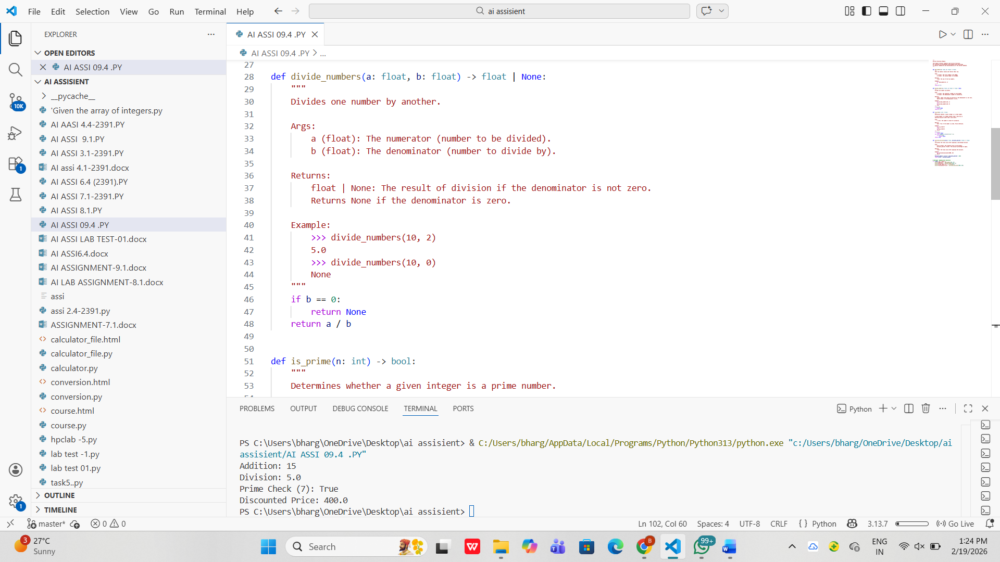 File Edit Selection View Go Run Terminal Help
ai assisient
EXPLORER
OPEN EDITORS
AI ASSI 09.4 .PY
AI ASSISIENT
__pycache__
'Given the array of integers.py
AI AASI 4.4-2391.PY
AI ASSI  9.1.PY
AI ASSI 3.1-2391.PY
AI assi 4.1-2391.docx
AI ASSI 6.4 (2391).PY
AI ASSI 7.1-2391.PY
AI ASSI 8.1.PY
AI ASSI 09.4 .PY
AI ASSI LAB TEST-01.docx
AI ASSI6.4.docx
AI ASSIGNMENT-9.1.docx
AI LAB ASSIGNMENT-8.1.docx
assi
assi 2.4-2391.py
ASSIGNMENT-7.1.docx
calculator_file.html
calculator_file.py
calculator.py
conversion.html
conversion.py
course.html
course.py
hpclab -5.py
lab test -1.py
lab test 01.py
task5..py
OUTLINE
TIMELINE
10K
1
1
AI ASSI 09.4 .PY
AI ASSI 09.4 .PY > ...
27
28 def divide_numbers(a: float, b: float) -> float | None:
29 """
30 Divides one number by another.
31
32 Args:
33 a (float): The numerator (number to be divided).
34 b (float): The denominator (number to divide by).
35
36 Returns:
37 float | None: The result of division if the denominator is not zero.
38 Returns None if the denominator is zero.
39
40 Example:
41 >>> divide_numbers(10, 2)
42 5.0
43 >>> divide_numbers(10, 0)
44 None
45 """
46 if b == 0:
47 return None
48 return a / b
49
50
51 def is_prime(n: int) -> bool:
52 """
53 Determines whether a given integer is a prime number.
PROBLEMS OUTPUT DEBUG CONSOLE TERMINAL PORTS
Python
PS C:\Users\bharg\OneDrive\Desktop\ai assisient> & C:/Users/bharg/AppData/Local/Programs/Python/Python313/python.exe "c:/Users/bharg/OneDrive/Desktop/ai
assisient/AI ASSI 09.4 .PY"
Addition: 15
Division: 5.0
Prime Check (7): True
Discounted Price: 400.0
PS C:\Users\bharg\OneDrive\Desktop\ai assisient>
master* 0 0 Ln 102, Col 60 Spaces: 4 UTF-8 CRLF { } Python 3.13.7 Go Live
3 27°C
Sunny
Search
99+
ENG
IN
1:24 PM
2/19/2026